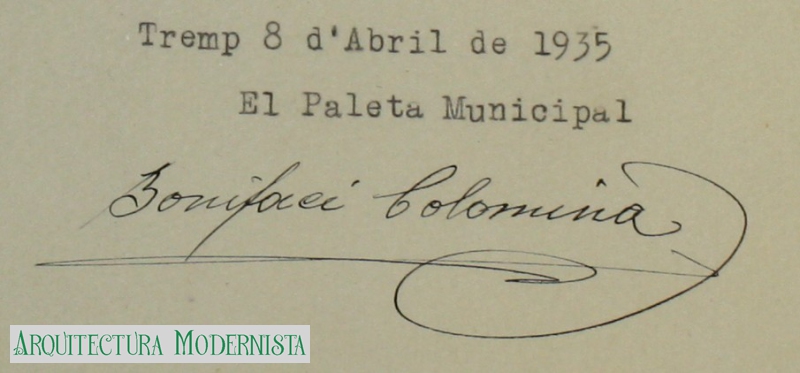 Tremp 8 d'Abril de 1935
El Paleta Municipal
Bonifaci Colomina
ARQUITECTURA MODERNISTA